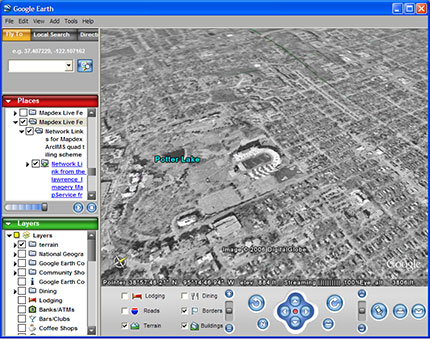 Google Earth
File Edit View Add Tools Help
Fly To Local Search Directi
e.g. 37.407229, -122.107162
Places
Mapdex Live Fe
Mapdex Live Fe
Network Link
s for Mapdex
ArcIMS quad t
iling scheme
Network Li
nk from the
lawrence_I
magery Ma
pService fr
Layers
Layers
terrain
National Geogra
Google Earth Co
Community Sho
Google Earth Co
Dining
Lodging
Banks/ATMs
Bars/Clubs
Coffee Shops
Potter Lake
Image © 2006 DigitalGlobe
Google
Pointer 38°57'48.21" N 95°14'46.94" W elev 884 ft Streaming |||||||||| 100% Eye alt 3806 ft
Lodging Dining
Roads Borders
Terrain Buildings